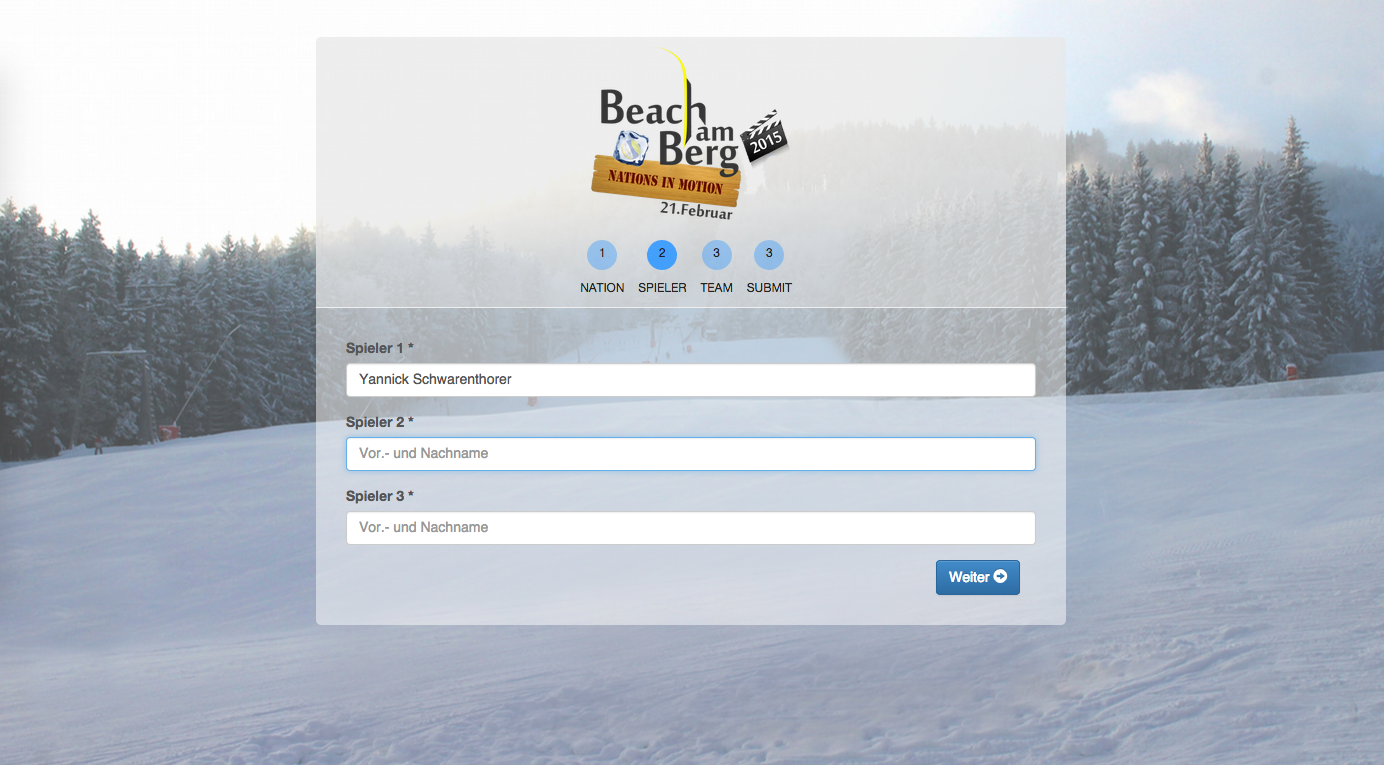 Beach
am
Berg
2015
NATIONS IN MOTION
21.Februar
1 2 3 3
NATION SPIELER TEAM SUBMIT
Spieler 1 *
Yannick Schwarenthorer
Spieler 2 *
Vor.- und Nachname
Spieler 3 *
Vor.- und Nachname
Weiter